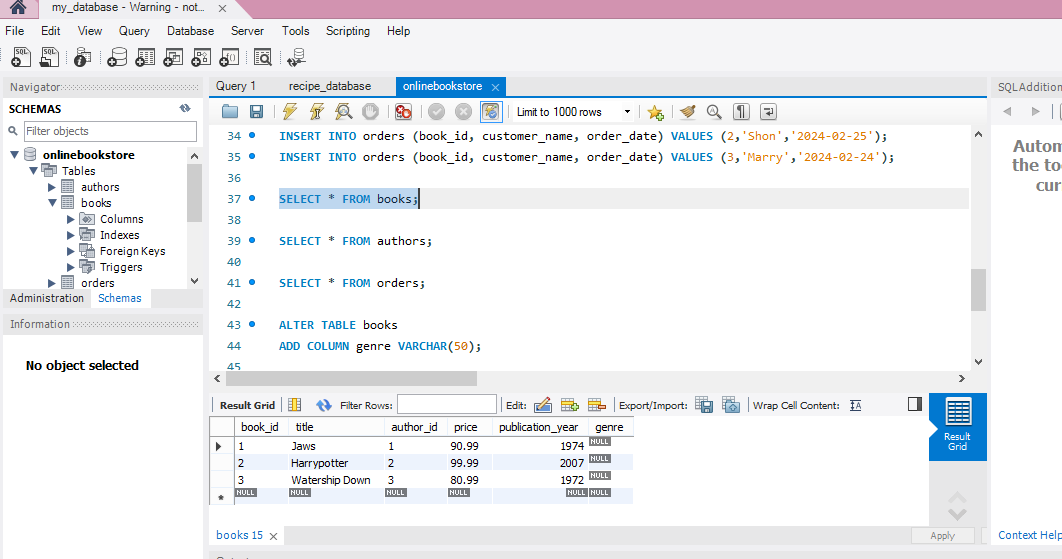 my_database - Warning - not...
File Edit View Query Database Server Tools Scripting Help
Navigator
SCHEMAS
Filter objects
onlinebookstore
Tables
authors
books
Columns
Indexes
Foreign Keys
Triggers
orders
Administration Schemas
Information
No object selected
Query 1 recipe_database onlinebookstore
Limit to 1000 rows
34 INSERT INTO orders (book_id, customer_name, order_date) VALUES (2,'Shon','2024-02-25');
35 INSERT INTO orders (book_id, customer_name, order_date) VALUES (3,'Marry','2024-02-24');
36
37 SELECT * FROM books;
38
39 SELECT * FROM authors;
40
41 SELECT * FROM orders;
42
43 ALTER TABLE books
44 ADD COLUMN genre VARCHAR(50);
45
Result Grid Filter Rows: Edit: Export/Import: Wrap Cell Content:
book_id title author_id price publication_year genre
1 Jaws 1 90.99 1974 NULL
2 Harrypotter 2 99.99 2007 NULL
3 Watership Down 3 80.99 1972 NULL
NULL NULL NULL NULL NULL NULL
Result
Grid
books 15
Apply
SQL Addition
Autom
the to
cur
Context Help